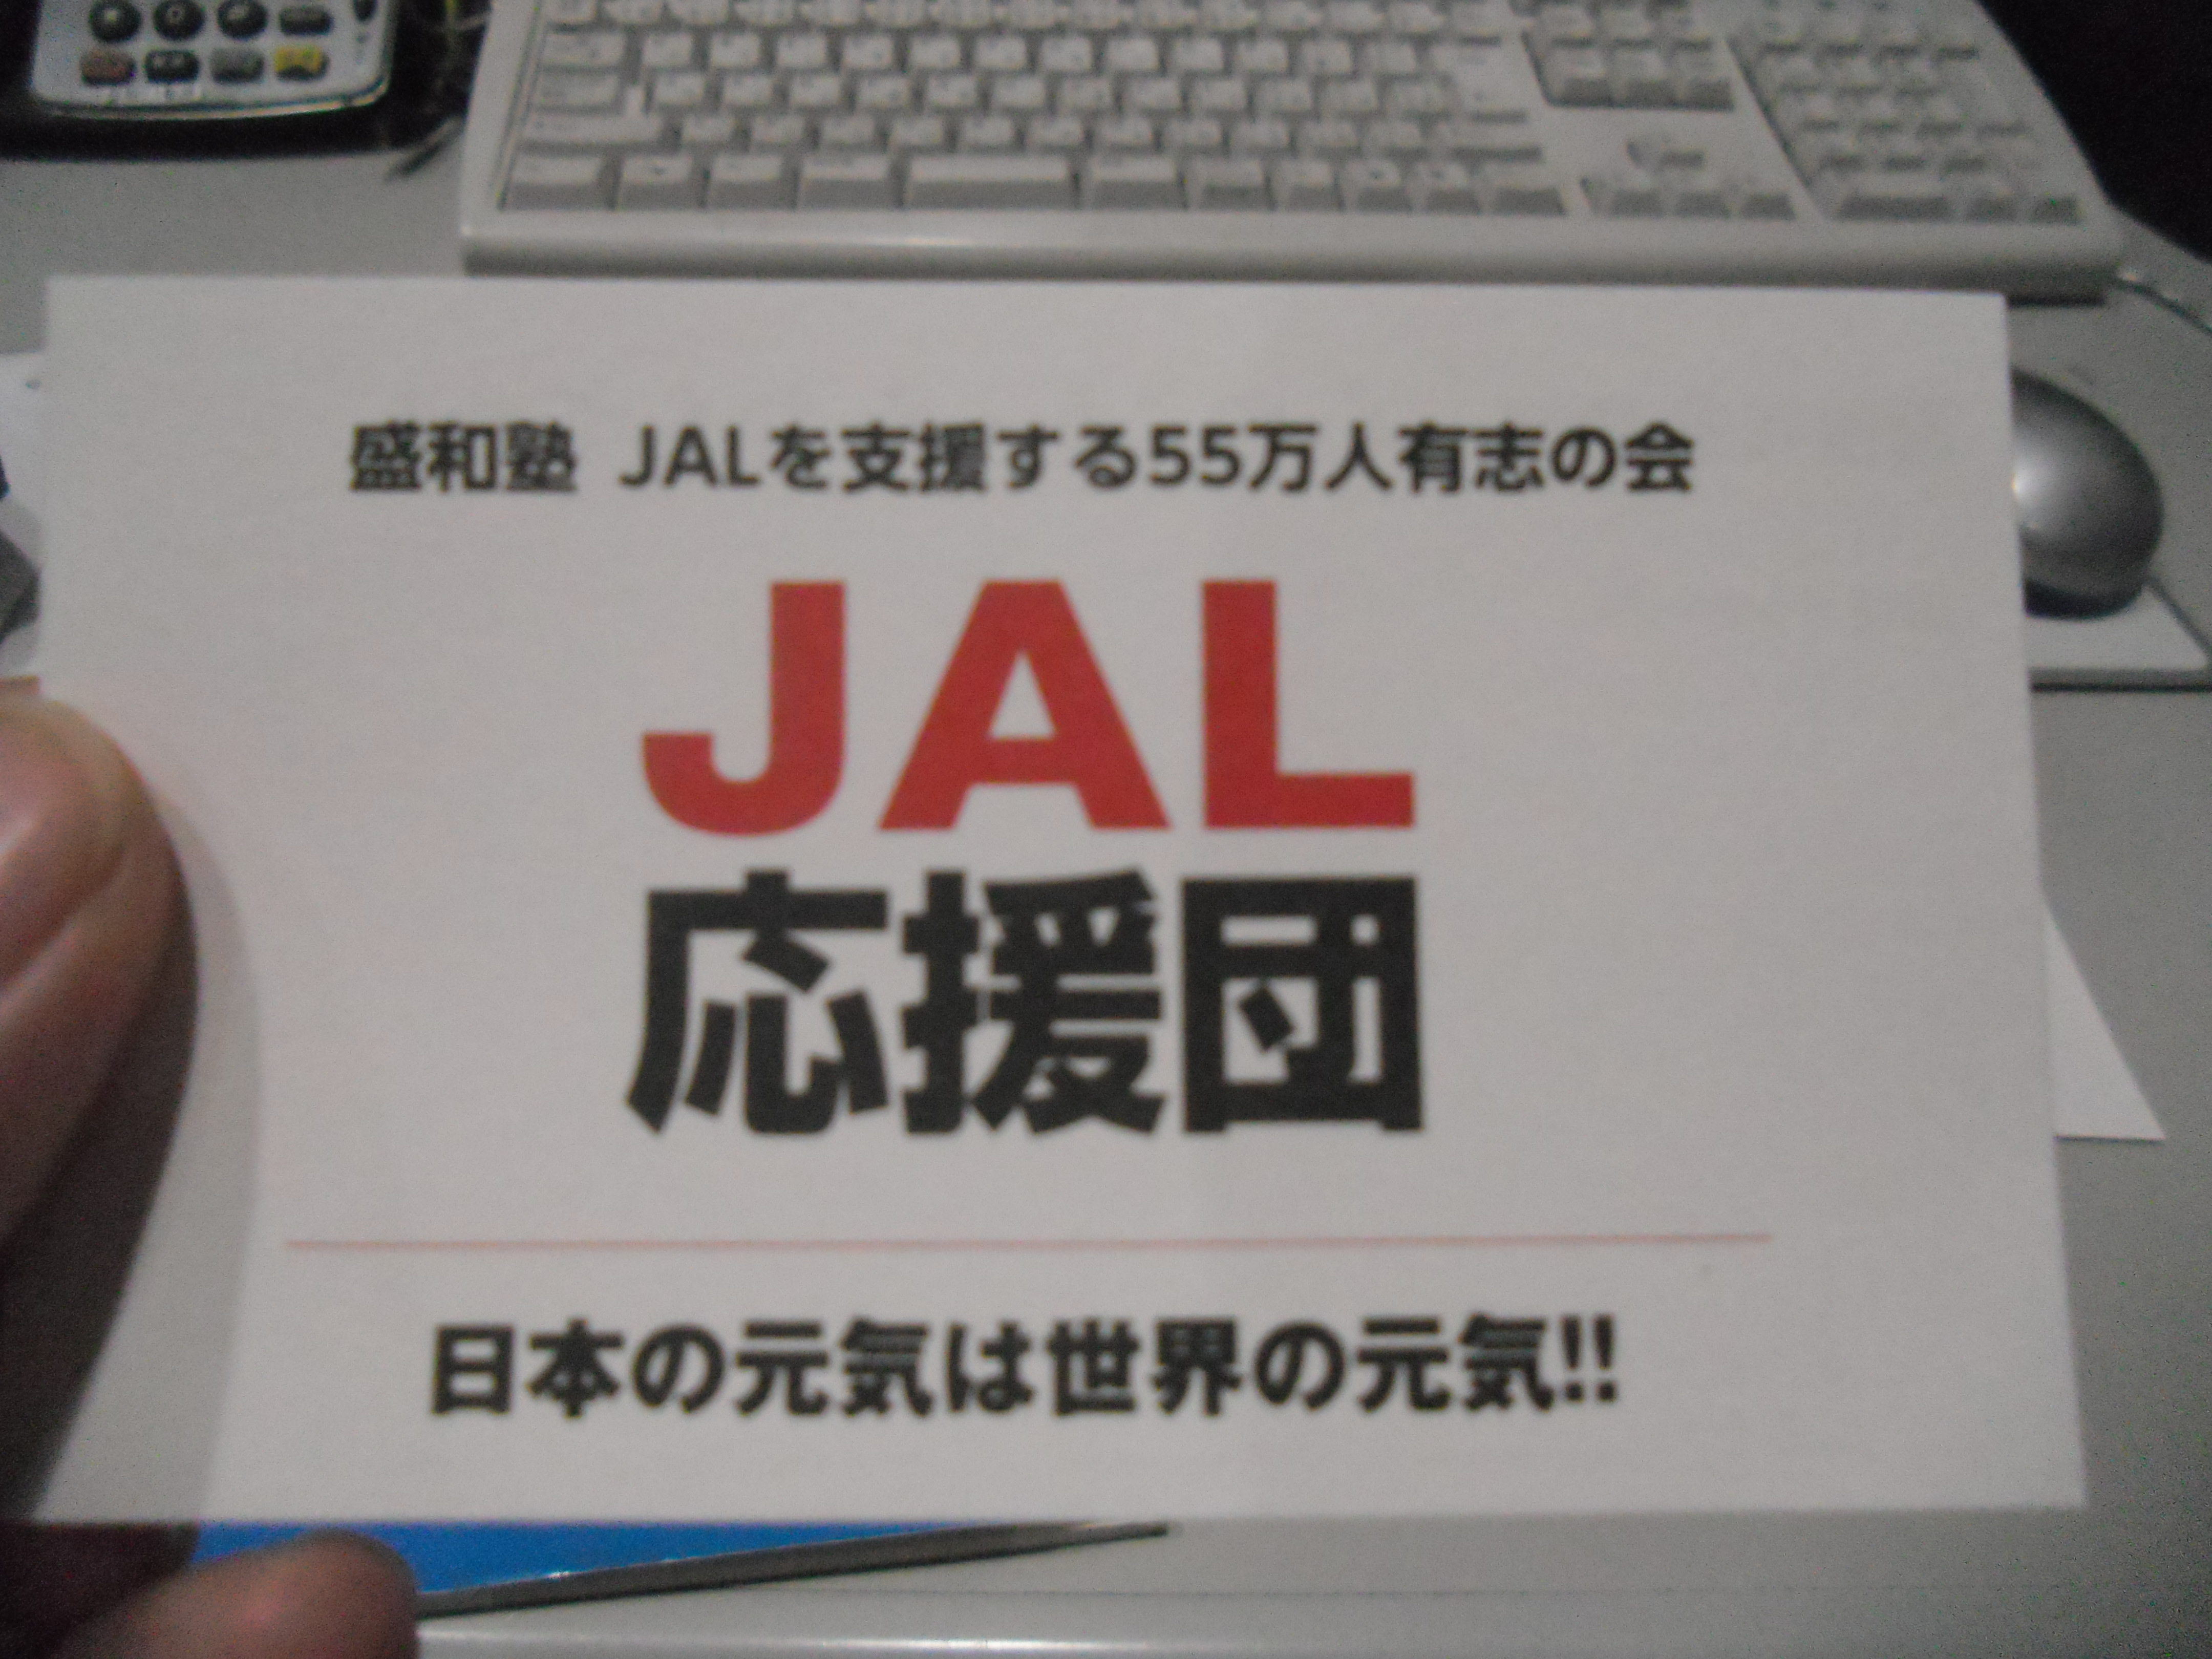 盛和塾 JALを支援する55万人有志の会
JAL
応援団
日本の元気は世界の元気!!